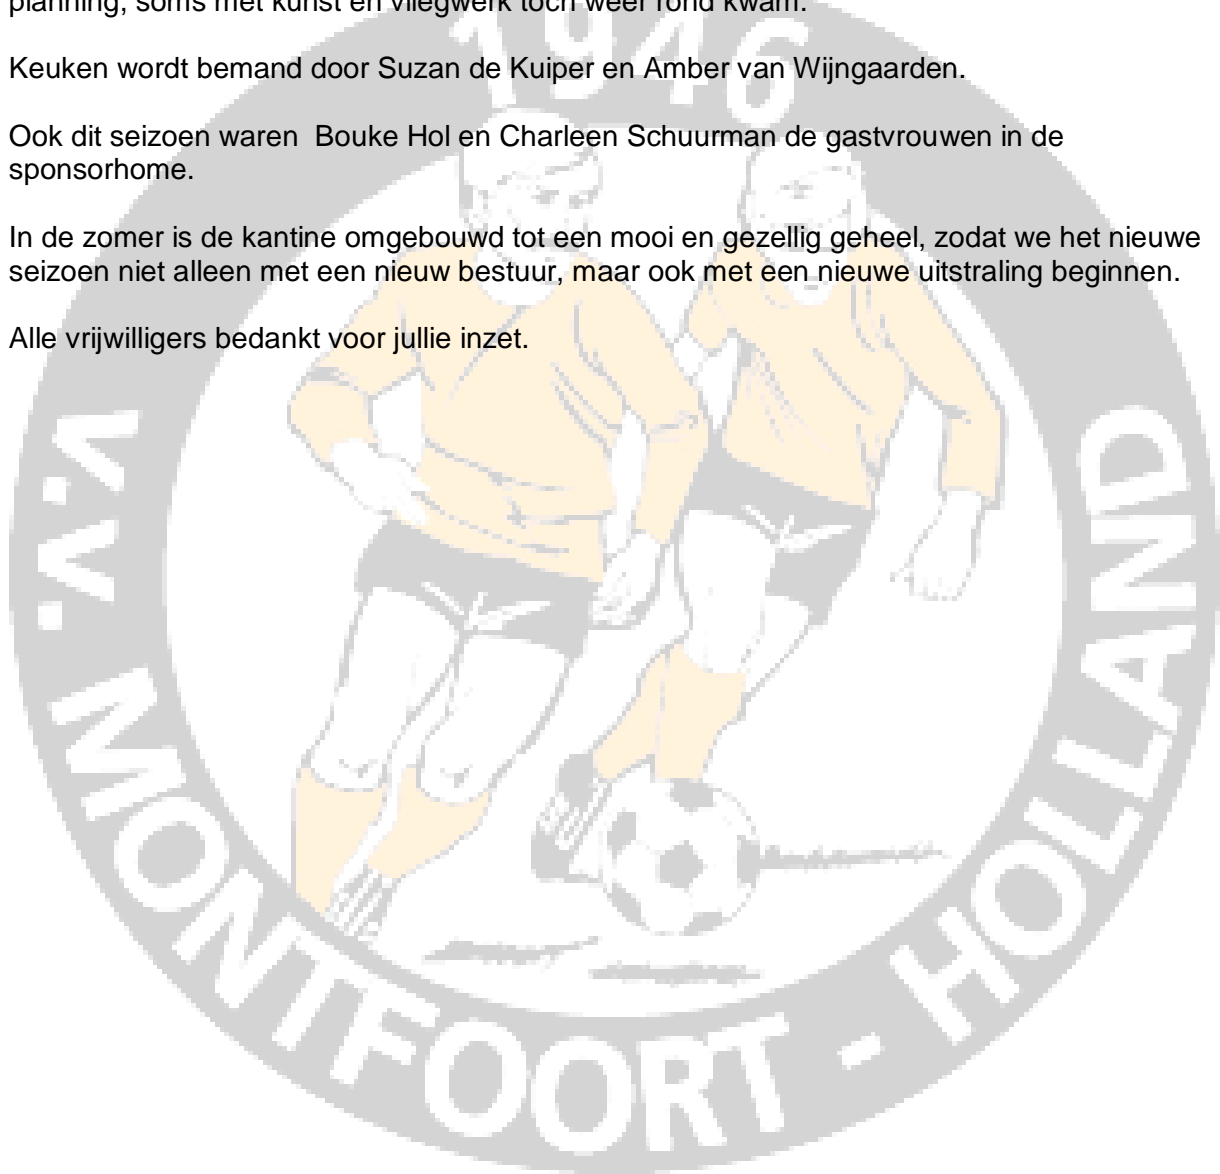 planning, soms met kunst en vliegwerk toch weer rond kwam.
Keuken wordt bemand door Suzan de Kuiper en Amber van Wijngaarden.
Ook dit seizoen waren  Bouke Hol en Charleen Schuurman de gastvrouwen in de
sponsorhome.
In de zomer is de kantine omgebouwd tot een mooi en gezellig geheel, zodat we het nieuwe
seizoen niet alleen met een nieuw bestuur, maar ook met een nieuwe uitstraling beginnen.
Alle vrijwilligers bedankt voor jullie inzet.
1946
V.V. MONTFOORT - HOLLAND